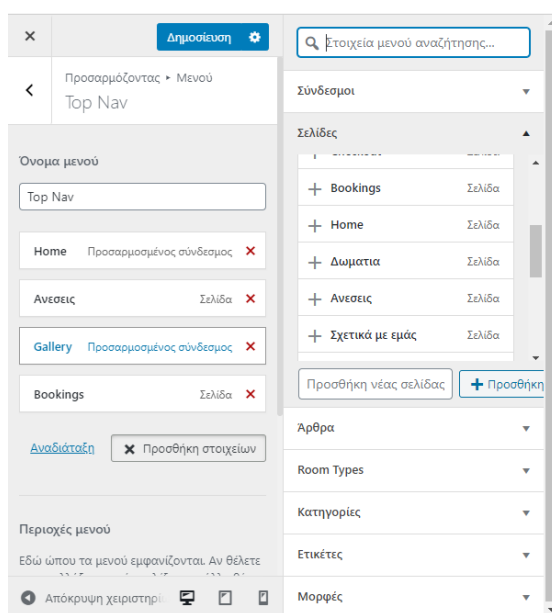 Δημοσίευση
Προσαρμόζοντας ▸ Μενού
Top Nav
Όνομα μενού
Top Nav
Home Προσαρμοσμένος σύνδεσμος
Ανεσεις Σελίδα
Gallery Προσαρμοσμένος σύνδεσμος
Bookings Σελίδα
Αναδιάταξη Προσθήκη στοιχείων
Περιοχές μενού
Εδώ ώπου τα μενού εμφανίζονται. Αν θέλετε
Απόκρυψη χειριστηρί
Στοιχεία μενού αναζήτησης...
Σύνδεσμοι
Σελίδες
Bookings Σελίδα
Home Σελίδα
Δωματια Σελίδα
Ανεσεις Σελίδα
Σχετικά με εμάς Σελίδα
Προσθήκη νέας σελίδας Προσθήκη
Άρθρα
Room Types
Κατηγορίες
Ετικέτες
Μορφές